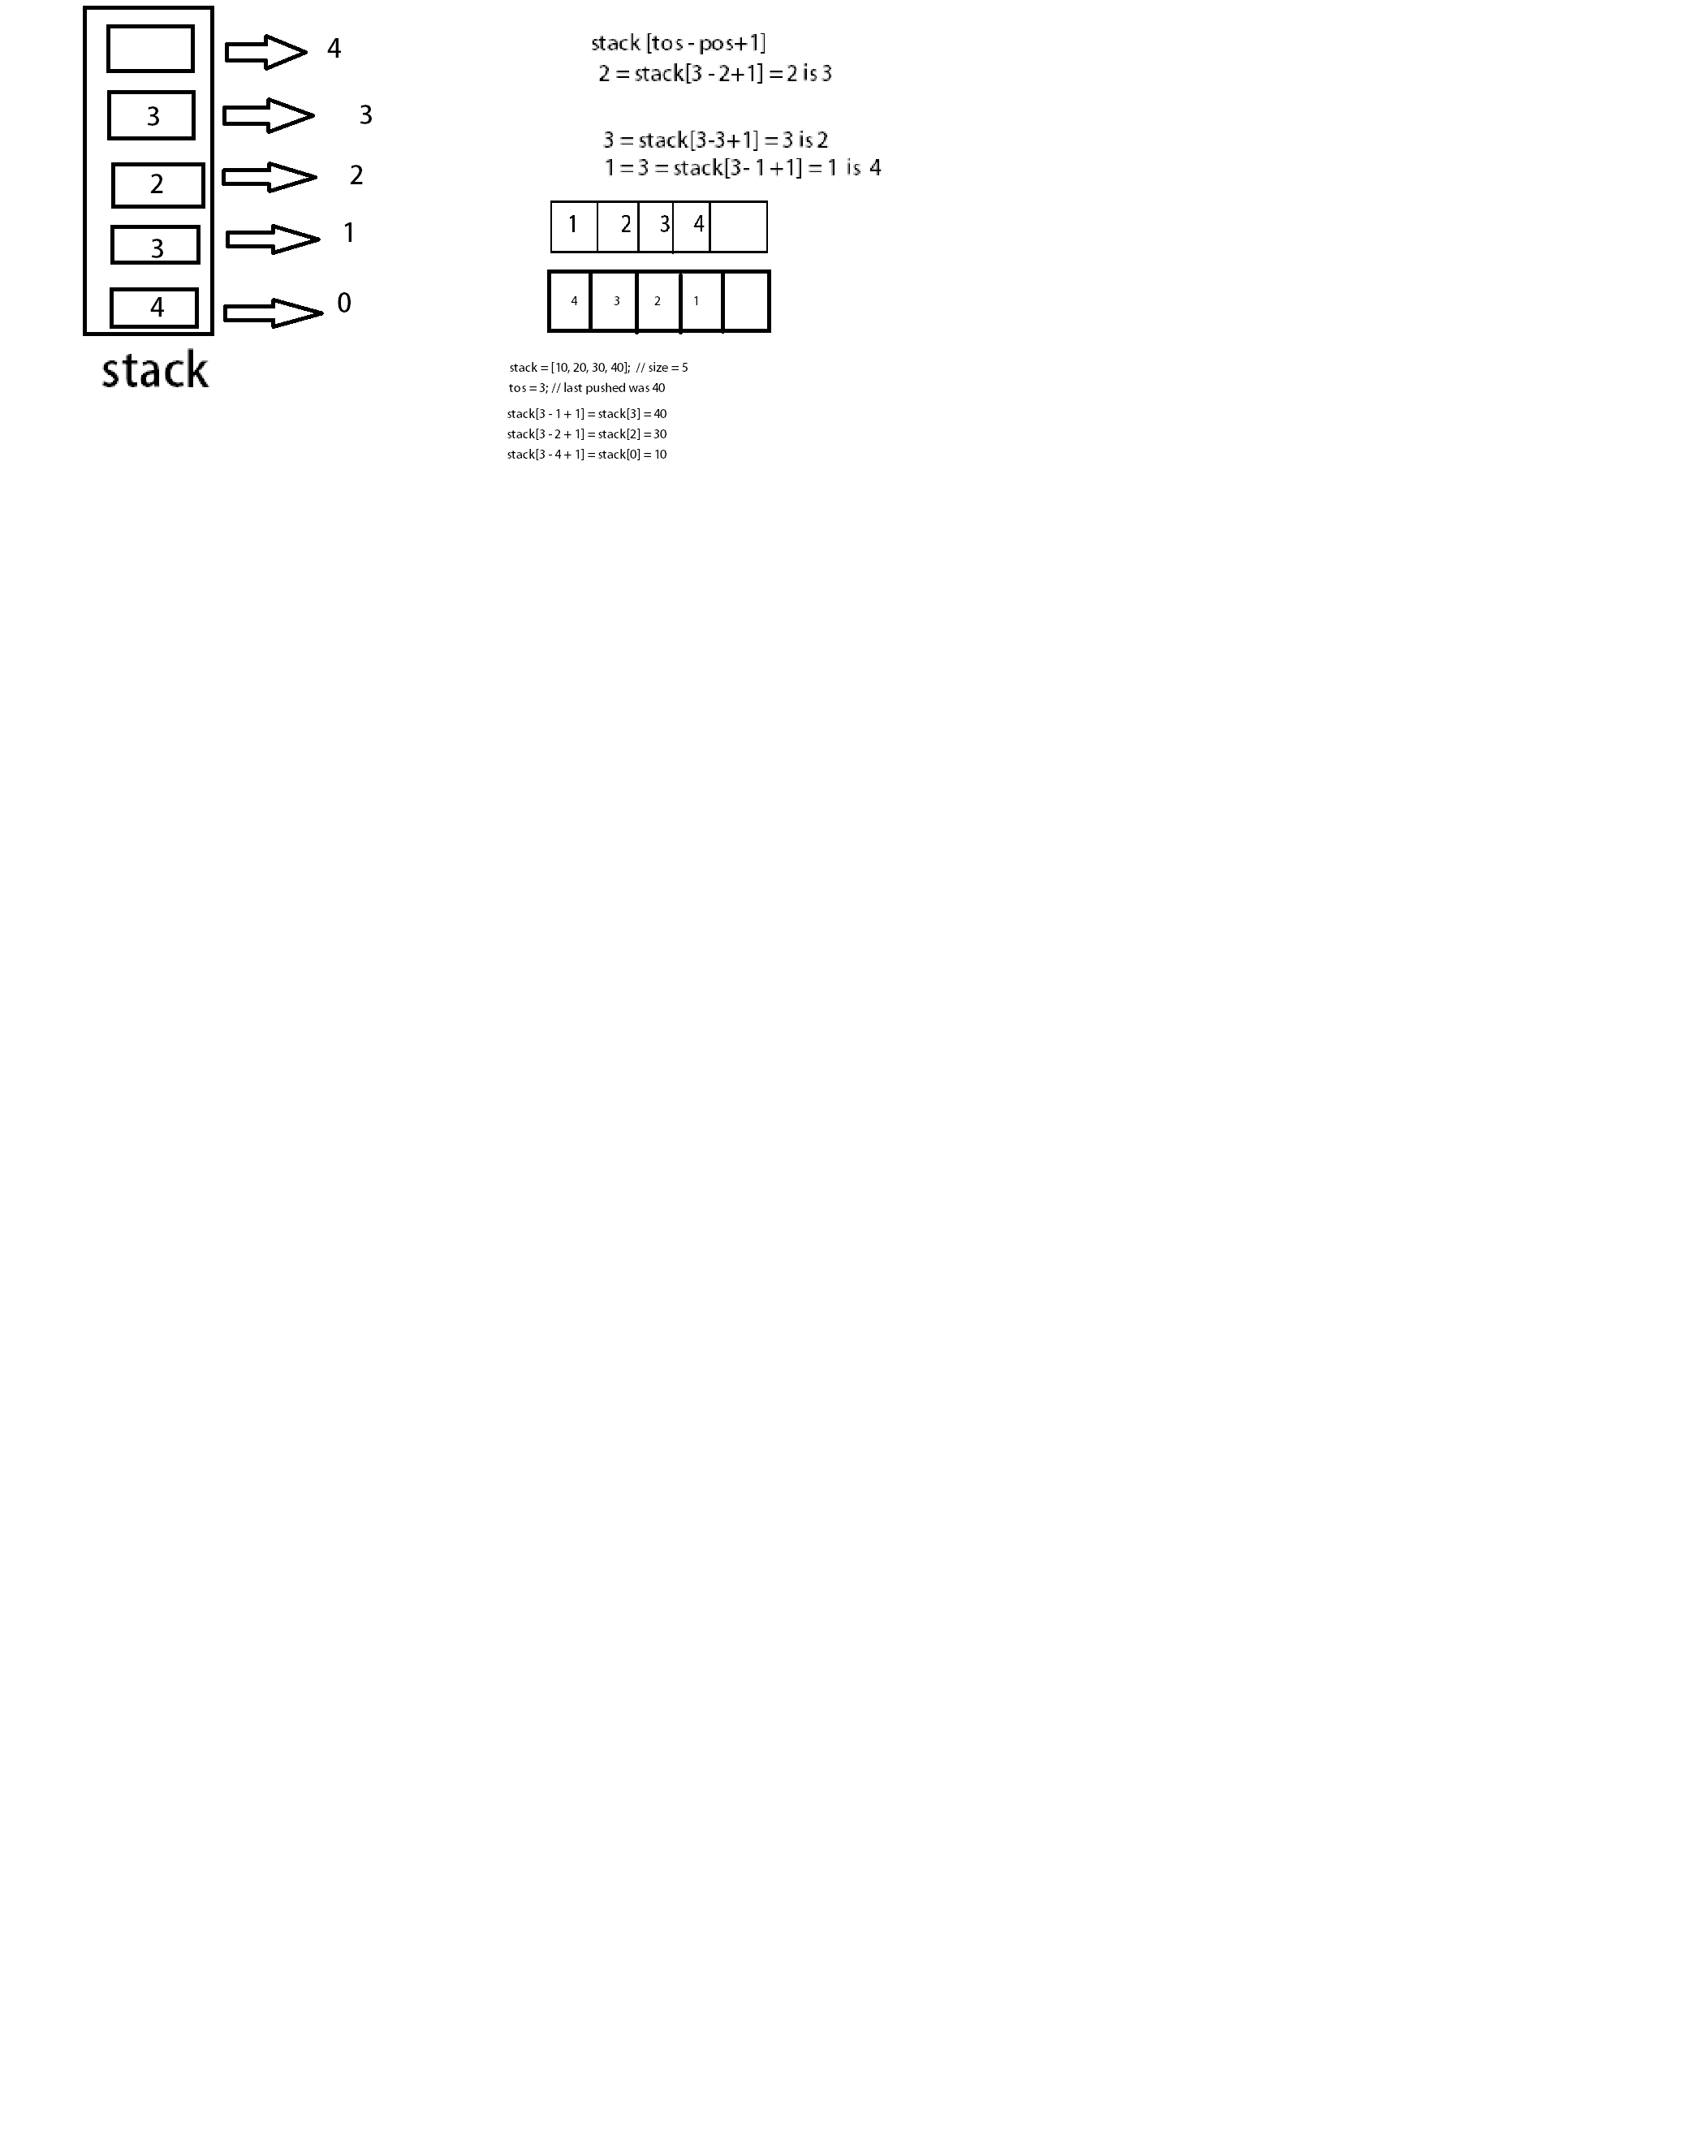 4
3 3
2 2
3 1
4 0
stack
stack [tos - pos+1]
2 = stack[3 - 2+1] = 2 is 3
3 = stack[3-3+1] = 3 is 2
1 = 3 = stack[3- 1 +1] = 1 is 4
1 2 3 4
4 3 2 1
stack = [10, 20, 30, 40]; // size = 5
tos = 3; // last pushed was 40
stack[3 - 1 + 1] = stack[3] = 40
stack[3 - 2 + 1] = stack[2] = 30
stack[3 - 4 + 1] = stack[0] = 10